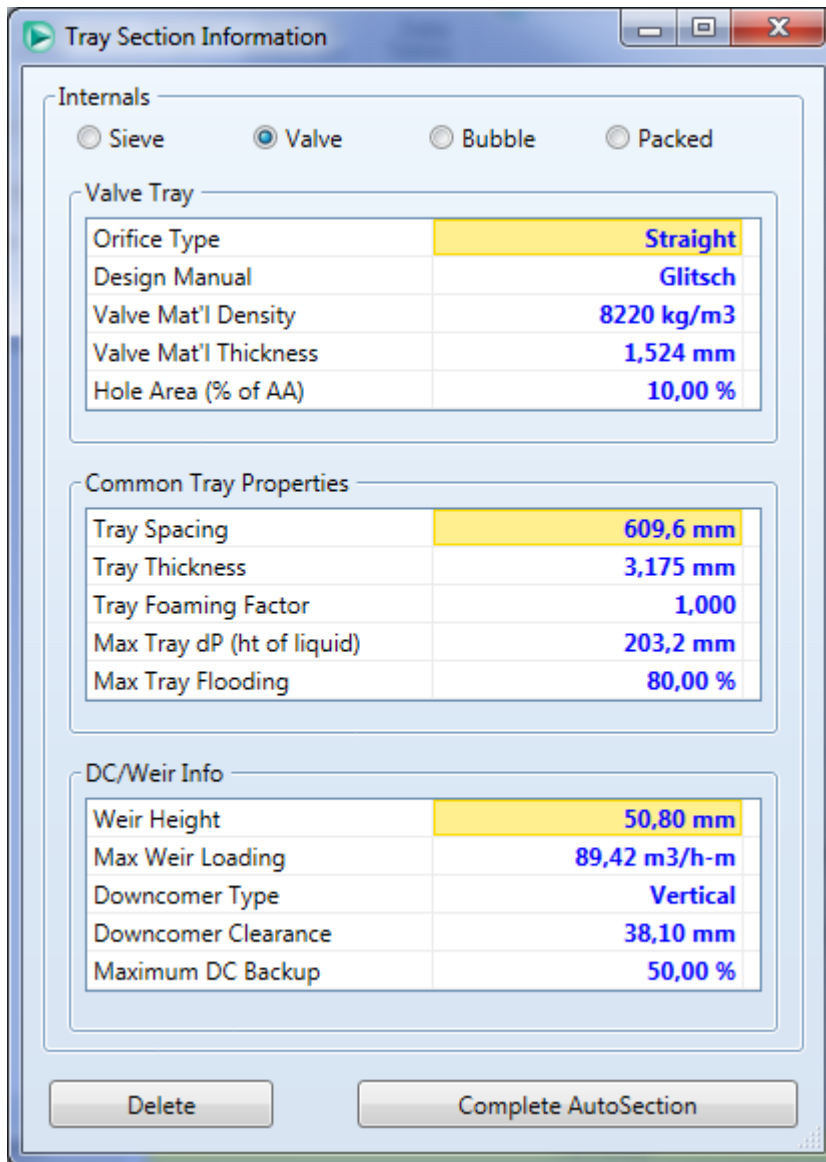 Tray Section Information
Internals
Sieve Valve Bubble Packed
Valve Tray
Orifice Type Straight
Design Manual Glitsch
Valve Mat'l Density 8220 kg/m3
Valve Mat'l Thickness 1,524 mm
Hole Area (% of AA) 10,00 %
Common Tray Properties
Tray Spacing 609,6 mm
Tray Thickness 3,175 mm
Tray Foaming Factor 1,000
Max Tray dP (ht of liquid) 203,2 mm
Max Tray Flooding 80,00 %
DC/Weir Info
Weir Height 50,80 mm
Max Weir Loading 89,42 m3/h-m
Downcomer Type Vertical
Downcomer Clearance 38,10 mm
Maximum DC Backup 50,00 %
Delete Complete AutoSection